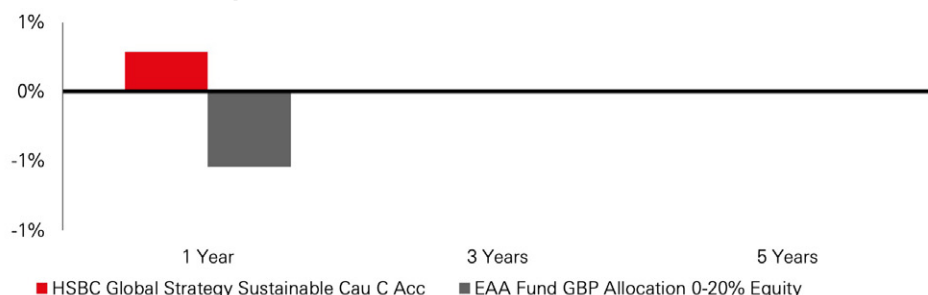 1%
0%
-1%
-1%
1 Year 3 Years 5 Years
HSBC Global Strategy Sustainable Cau C Acc EAA Fund GBP Allocation 0-20% Equity